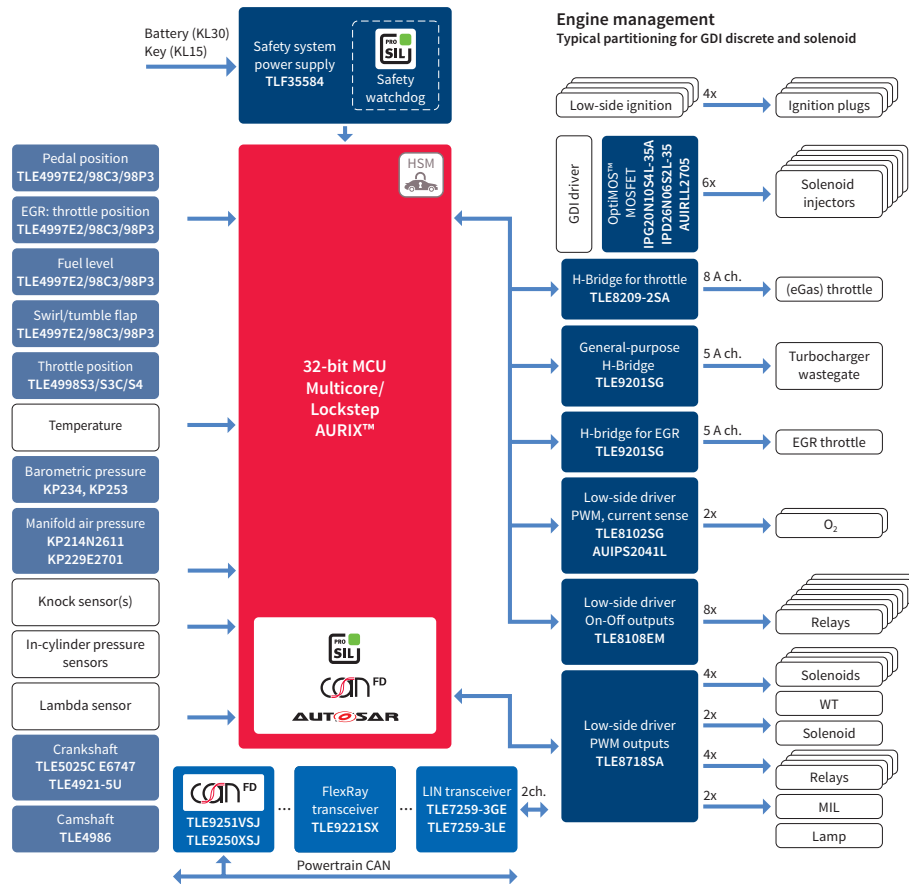 Engine management
Typical partitioning for GDI discrete and solenoid
Battery (KL30)
Key (KL15)
Safety system
power supply
TLF35584
PRO
SIL
Safety
watchdog
Pedal position
TLE4997E2/98C3/98P3
EGR: throttle position
TLE4997E2/98C3/98P3
Fuel level
TLE4997E2/98C3/98P3
Swirl/tumble flap
TLE4997E2/98C3/98P3
Throttle position
TLE4998S3/S3C/S4
Temperature
Barometric pressure
KP234, KP253
Manifold air pressure
KP214N2611
KP229E2701
Knock sensor(s)
In-cylinder pressure
sensors
Lambda sensor
Crankshaft
TLE5025C E6747
TLE4921-5U
Camshaft
TLE4986
HSM
32-bit MCU
Multicore/
Lockstep
AURIX™
PRO
SIL
CAN FD
AUTOSAR
CAN FD
TLE9251VSJ
TLE9250XSJ
...
FlexRay
transceiver
TLE9221SX
...
LIN transceiver
TLE7259-3GE
TLE7259-3LE
2ch.
Powertrain CAN
Low-side ignition
4x
Ignition plugs
GDI driver
OptiMOS™
MOSFET
IPG20N10S4L-35A
IPD26N06S2L-35
AUIRLL2705
6x
Solenoid
injectors
H-Bridge for throttle
TLE8209-2SA
8 A ch.
(eGas) throttle
General-purpose
H-Bridge
TLE9201SG
5 A ch.
Turbocharger
wastegate
H-bridge for EGR
TLE9201SG
5 A ch.
EGR throttle
Low-side driver
PWM, current sense
TLE8102SG
AUIPS2041L
2x
O₂
Low-side driver
On-Off outputs
TLE8108EM
8x
Relays
Low-side driver
PWM outputs
TLE8718SA
4x
Solenoids
WT
2x
Solenoid
4x
Relays
2x
MIL
Lamp